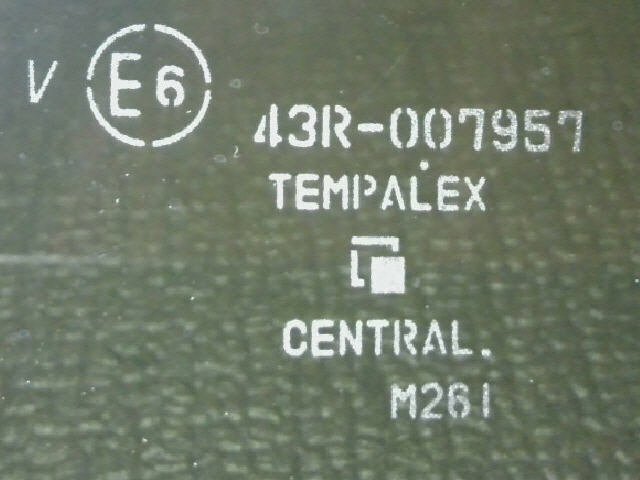 V E6
43R-007957
TEMPALEX
CENTRAL.
M261